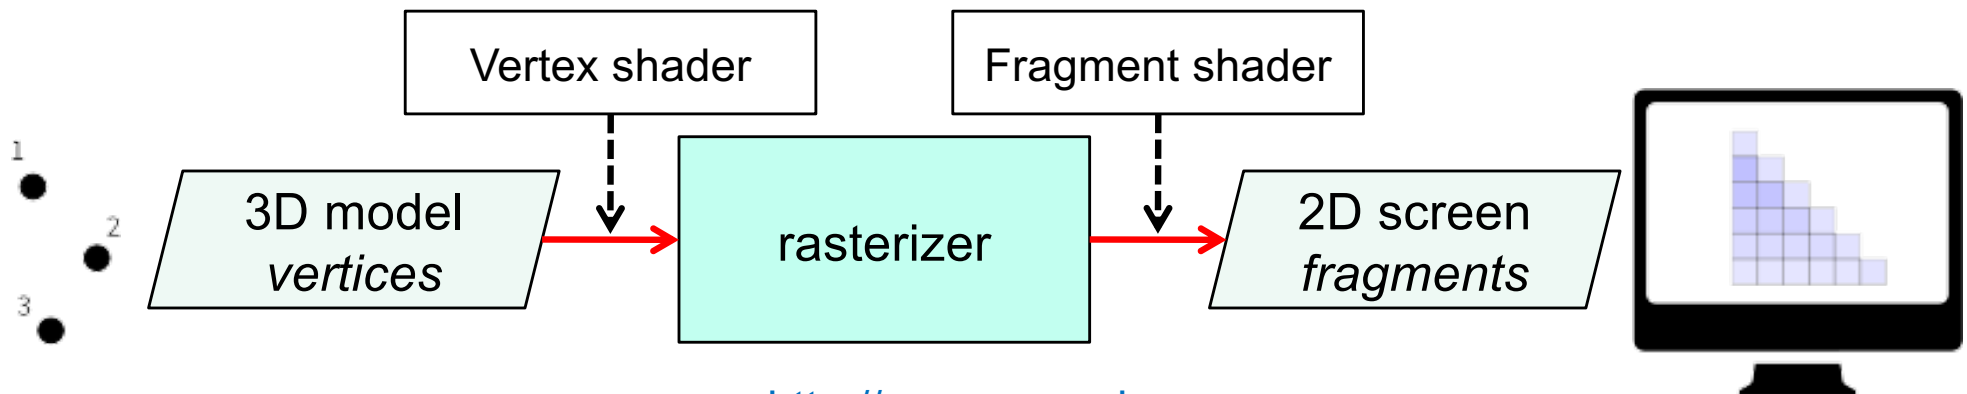 Vertex shader
Fragment shader
1
2
3
3D model
vertices
rasterizer
2D screen
fragments